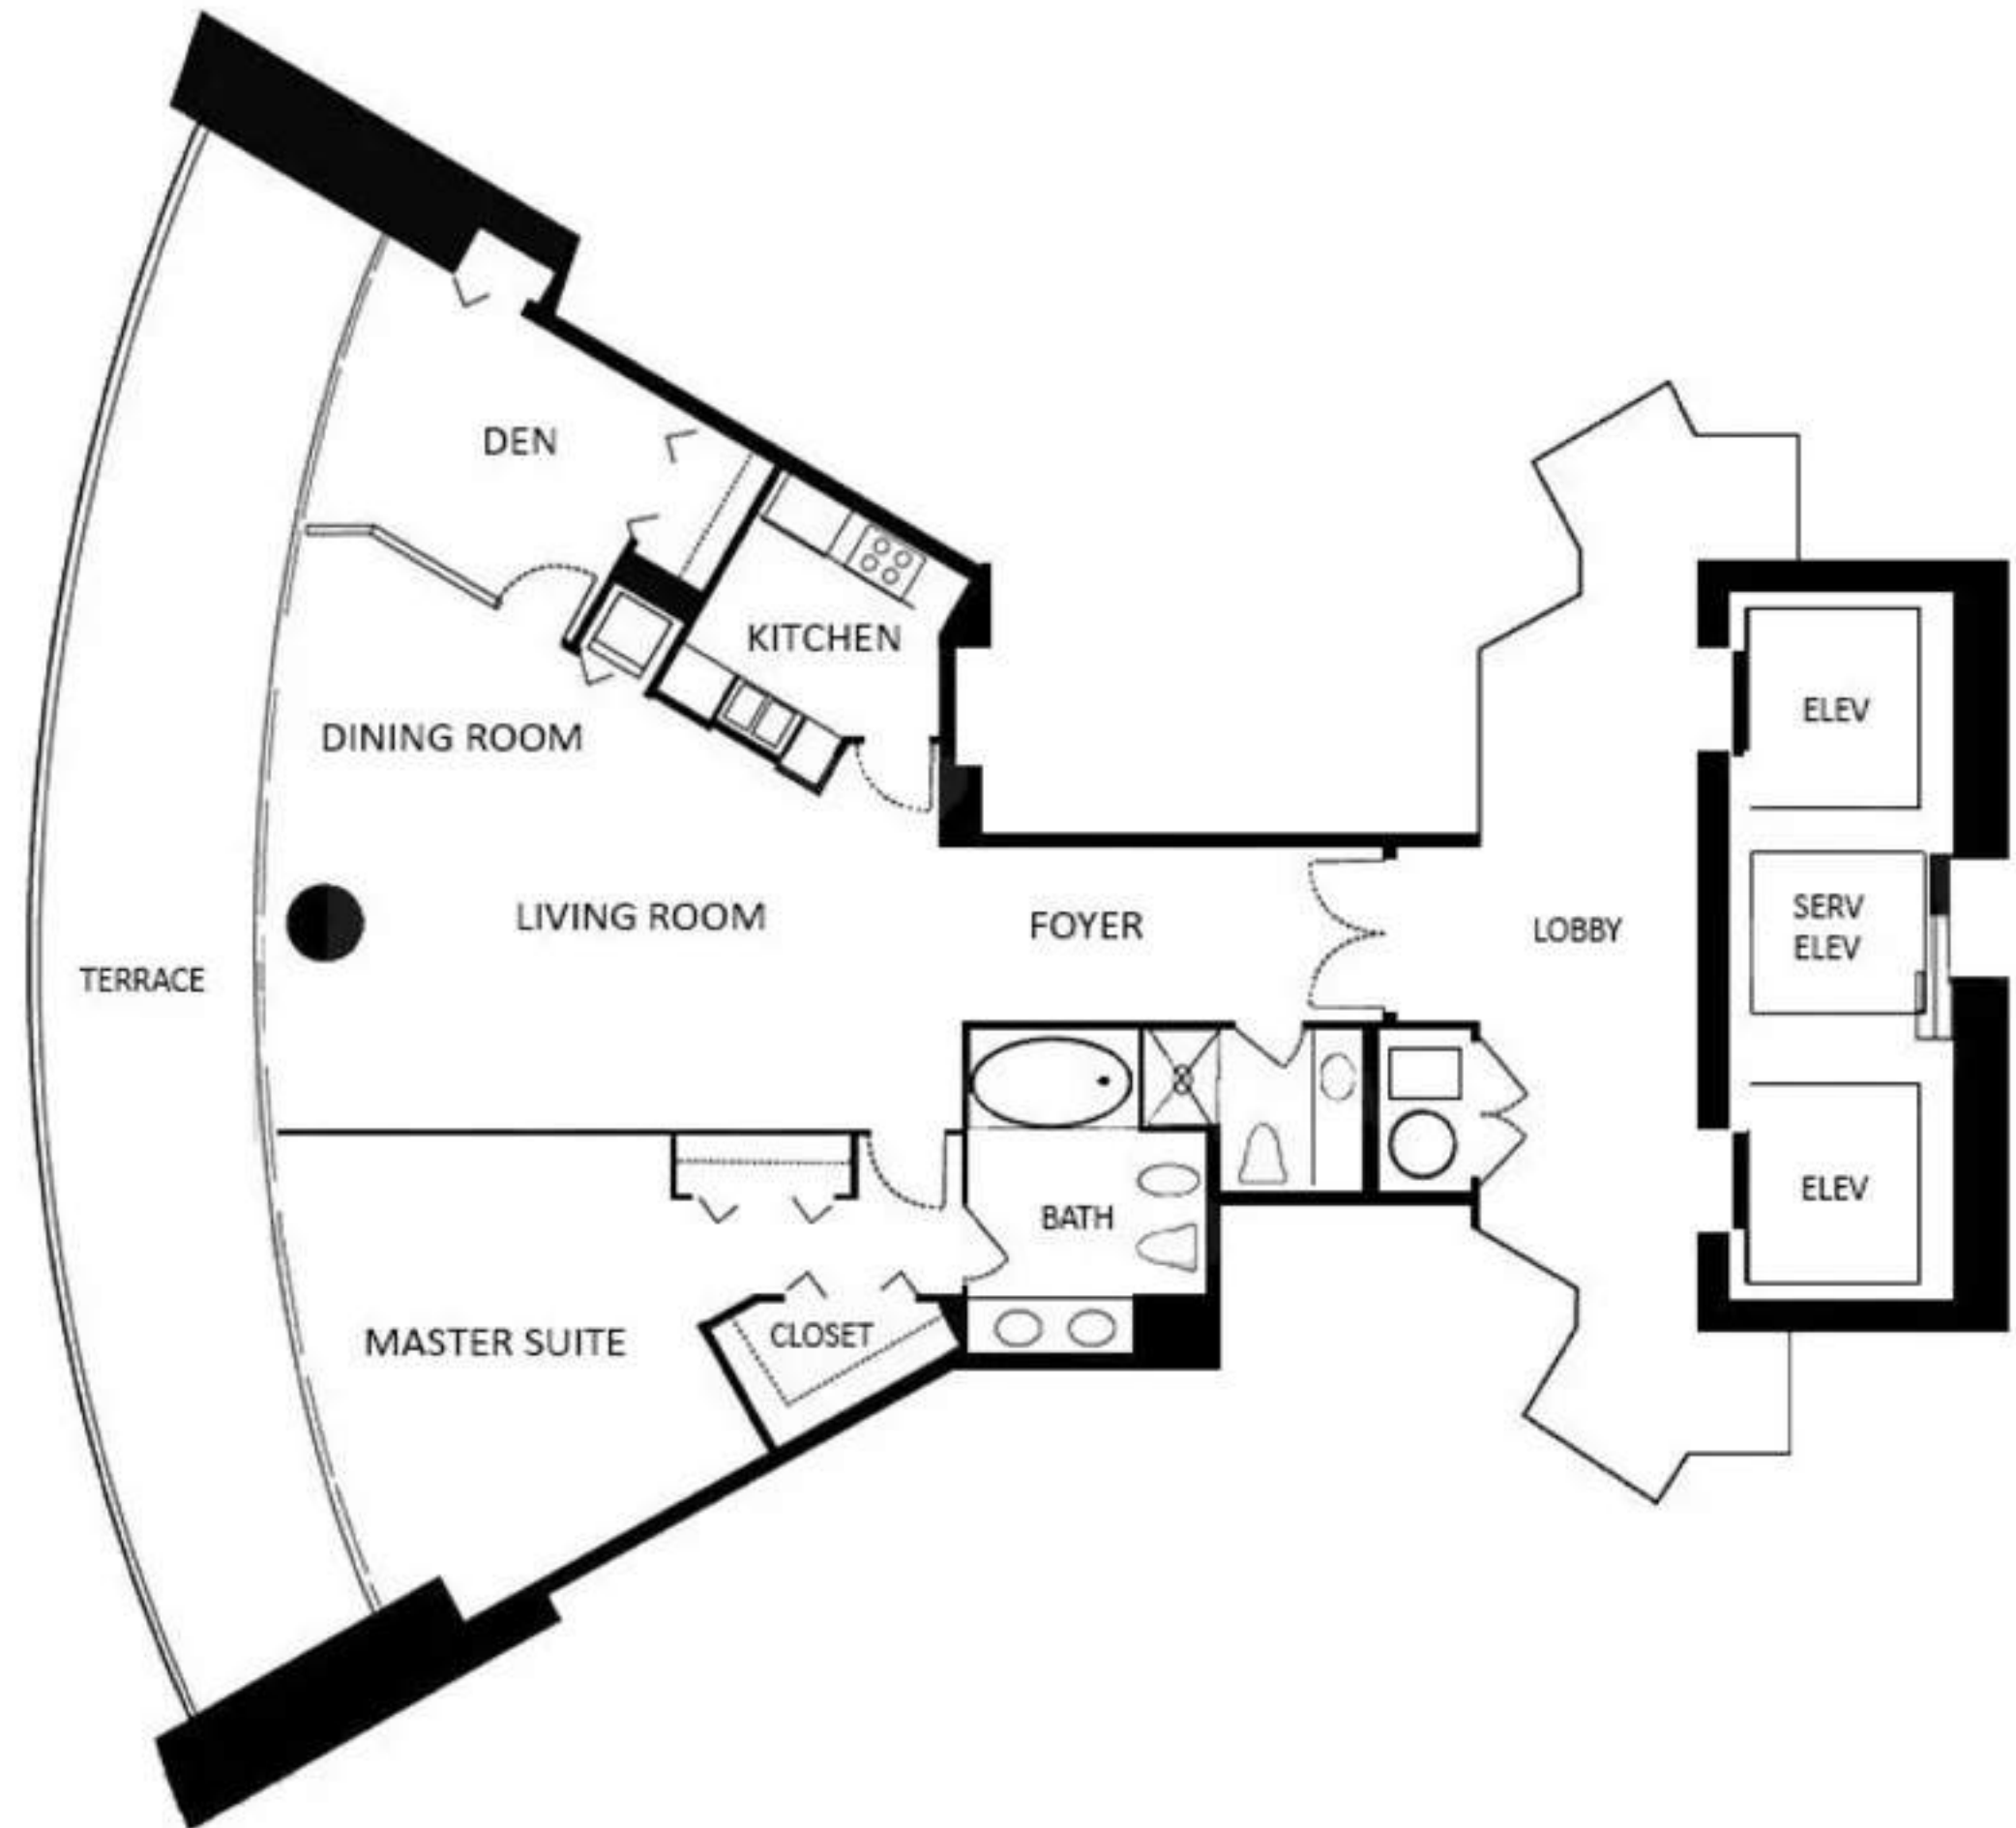 DEN
KITCHEN
DINING ROOM
LIVING ROOM
FOYER
LOBBY
TERRACE
BATH
MASTER SUITE
CLOSET
ELEV
SERV
ELEV
ELEV